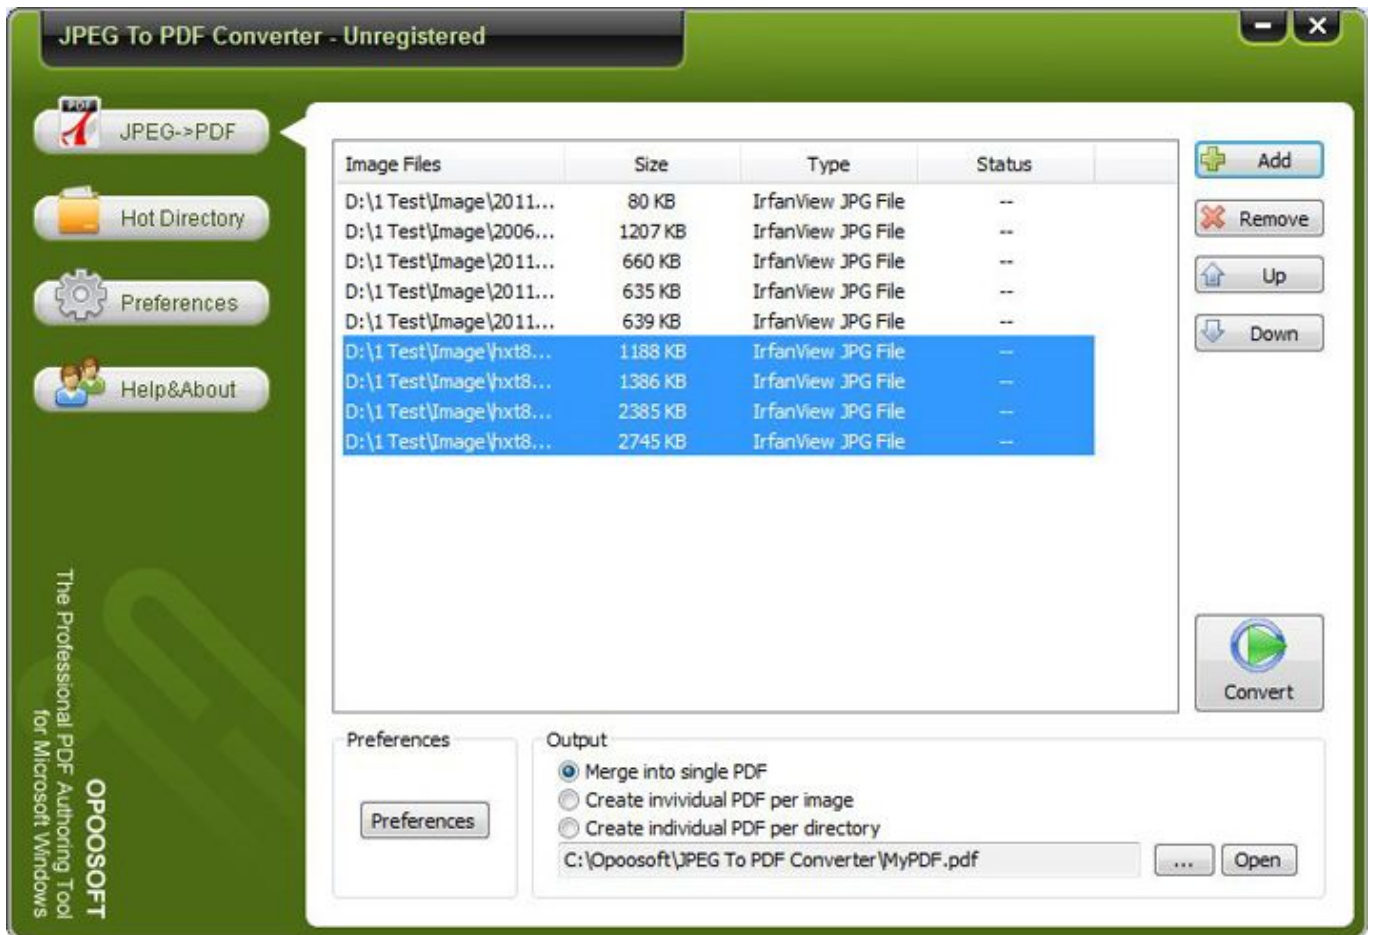 JPEG To PDF Converter - Unregistered
PDF
JPEG->PDF
Hot Directory
Preferences
Help&About
OPOOSOFT
The Professional PDF Authoring Tool
for Microsoft Windows
Image Files Size Type Status
D:\1 Test\Image\2011... 80 KB IrfanView JPG File --
D:\1 Test\Image\2006... 1207 KB IrfanView JPG File --
D:\1 Test\Image\2011... 660 KB IrfanView JPG File --
D:\1 Test\Image\2011... 635 KB IrfanView JPG File --
D:\1 Test\Image\2011... 639 KB IrfanView JPG File --
D:\1 Test\Image\hxt8... 1188 KB IrfanView JPG File --
D:\1 Test\Image\hxt8... 1386 KB IrfanView JPG File --
D:\1 Test\Image\hxt8... 2385 KB IrfanView JPG File --
D:\1 Test\Image\hxt8... 2745 KB IrfanView JPG File --
Add
Remove
Up
Down
Convert
Preferences
Preferences
Output
Merge into single PDF
Create invividual PDF per image
Create individual PDF per directory
C:\Opoosoft\JPEG To PDF Converter\MyPDF.pdf ... Open